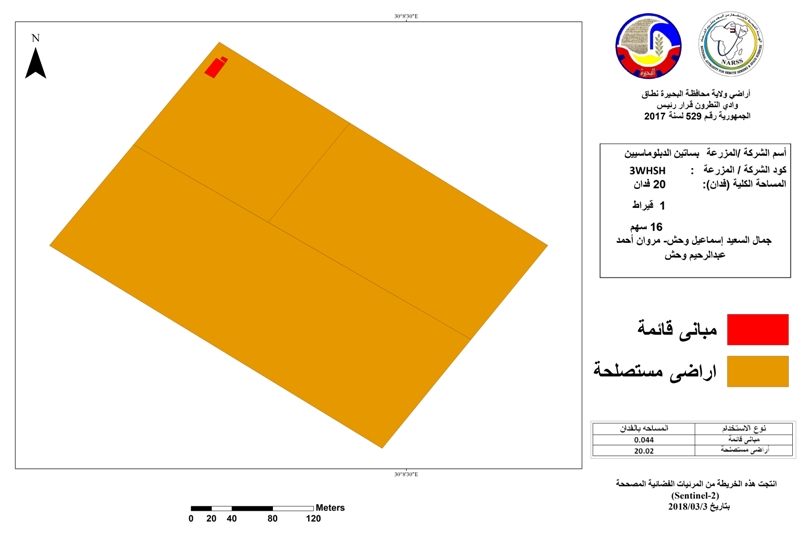 30°8'30"E
N
NARSS
البحيرة
أراضي ولاية محافظة البحيرة نطاق
وادي النطرون قرار رئيس
الجمهورية رقم 529 لسنة 2017
أسم الشركة /المزرعة بساتين الدبلوماسيين
كود الشركة / المزرعة : 3WHSH
المساحة الكلية (فدان): 20 فدان
1 قيراط
16 سهم
جمال السعيد إسماعيل وحش- مروان أحمد
عبدالرحيم وحش
مبانى قائمة
اراضى مستصلحة
نوع الاستخدام المساحه بالفدان
مبانى قائمة 0.044
أراضى مستصلحة 20.02
انتجت هذه الخريطة من المرئيات الفضائية المصححة
(Sentinel-2)
بتاريخ 2018/03/3
30°8'30"E
Meters
0 20 40 80 120